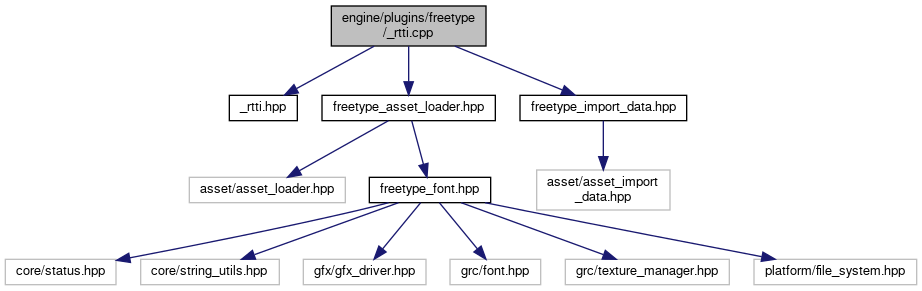 engine/plugins/freetype
/_rtti.cpp
_rtti.hpp
freetype_asset_loader.hpp
freetype_import_data.hpp
asset/asset_loader.hpp
freetype_font.hpp
asset/asset_import
_data.hpp
core/status.hpp
core/string_utils.hpp
gfx/gfx_driver.hpp
grc/font.hpp
grc/texture_manager.hpp
platform/file_system.hpp